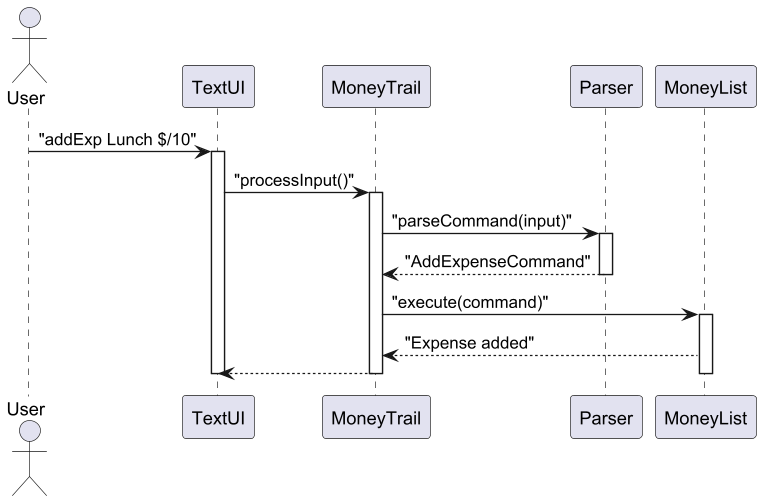 User
TextUI
MoneyTrail
Parser
MoneyList
"addExp Lunch $/10"
"processInput()"
"parseCommand(input)"
"AddExpenseCommand"
"execute(command)"
"Expense added"
User
TextUI
MoneyTrail
Parser
MoneyList